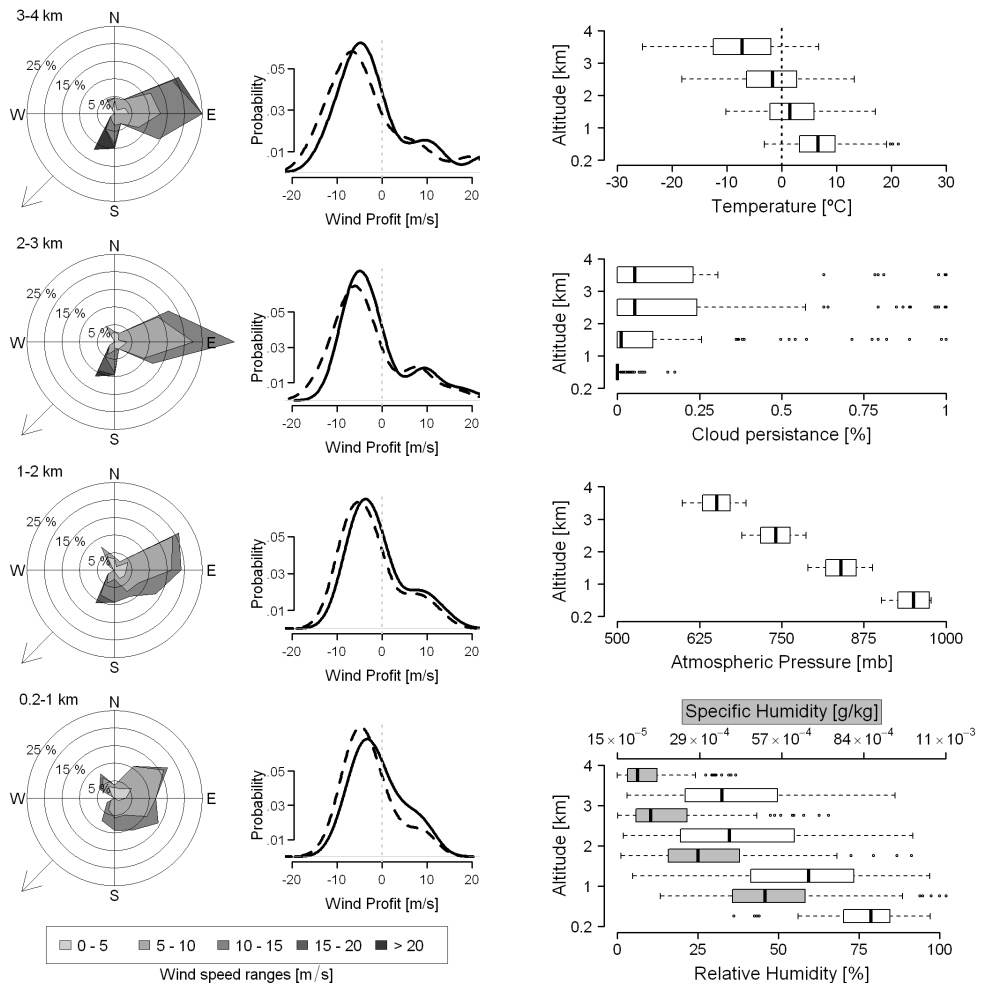 3-4 km
N
25 %
15 %
5 %
W
E
S
Probability
.05
.03
.01
-20
-10
0
10
20
Wind Profit [m/s]
Altitude [km]
4
3
2
1
0.2
-30
-20
-10
0
10
20
30
Temperature [ºC]
2-3 km
N
25 %
15 %
5 %
W
E
S
Probability
.05
.03
.01
-20
-10
0
10
20
Wind Profit [m/s]
Altitude [km]
4
3
2
1
0.2
0
0.25
0.5
0.75
1
Cloud persistance [%]
1-2 km
N
25 %
15 %
5 %
W
E
S
Probability
.05
.03
.01
-20
-10
0
10
20
Wind Profit [m/s]
Altitude [km]
4
3
2
1
0.2
500
625
750
875
1000
Atmospheric Pressure [mb]
0.2-1 km
N
25 %
15 %
5 %
W
E
S
Probability
.05
.03
.01
-20
-10
0
10
20
Wind Profit [m/s]
Specific Humidity [g/kg]
15 × 10⁻⁵
29 × 10⁻⁴
57 × 10⁻⁴
84 × 10⁻⁴
11 × 10⁻³
Altitude [km]
4
3
2
1
0.2
0
25
50
75
100
Relative Humidity [%]
0 - 5
5 - 10
10 - 15
15 - 20
> 20
Wind speed ranges [m/s]